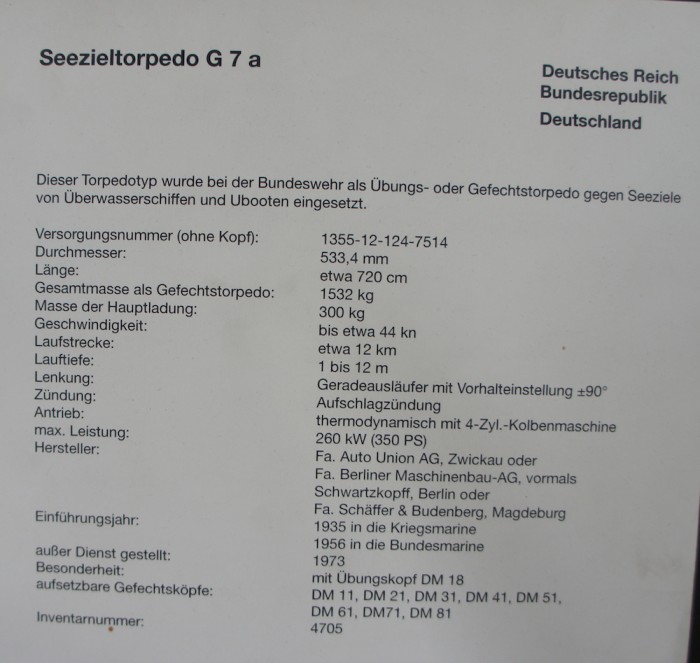 Seezieltorpedo G 7 a
Deutsches Reich
Bundesrepublik
Deutschland
Dieser Torpedotyp wurde bei der Bundeswehr als Übungs- oder Gefechtstorpedo gegen Seeziele
von Überwasserschiffen und Ubooten eingesetzt.
Versorgungsnummer (ohne Kopf): 1355-12-124-7514
Durchmesser: 533,4 mm
Länge: etwa 720 cm
Gesamtmasse als Gefechtstorpedo: 1532 kg
Masse der Hauptladung: 300 kg
Geschwindigkeit: bis etwa 44 kn
Laufstrecke: etwa 12 km
Lauftiefe: 1 bis 12 m
Lenkung: Geradeausläufer mit Vorhalteinstellung ±90°
Zündung: Aufschlagzündung
Antrieb: thermodynamisch mit 4-Zyl.-Kolbenmaschine
max. Leistung: 260 kW (350 PS)
Hersteller: Fa. Auto Union AG, Zwickau oder
Fa. Berliner Maschinenbau-AG, vormals
Schwartzkopff, Berlin oder
Fa. Schäffer & Budenberg, Magdeburg
Einführungsjahr: 1935 in die Kriegsmarine
1956 in die Bundesmarine
außer Dienst gestellt: 1973
Besonderheit: mit Übungskopf DM 18
aufsetzbare Gefechtsköpfe: DM 11, DM 21, DM 31, DM 41, DM 51,
DM 61, DM71, DM 81
Inventarnummer: 4705